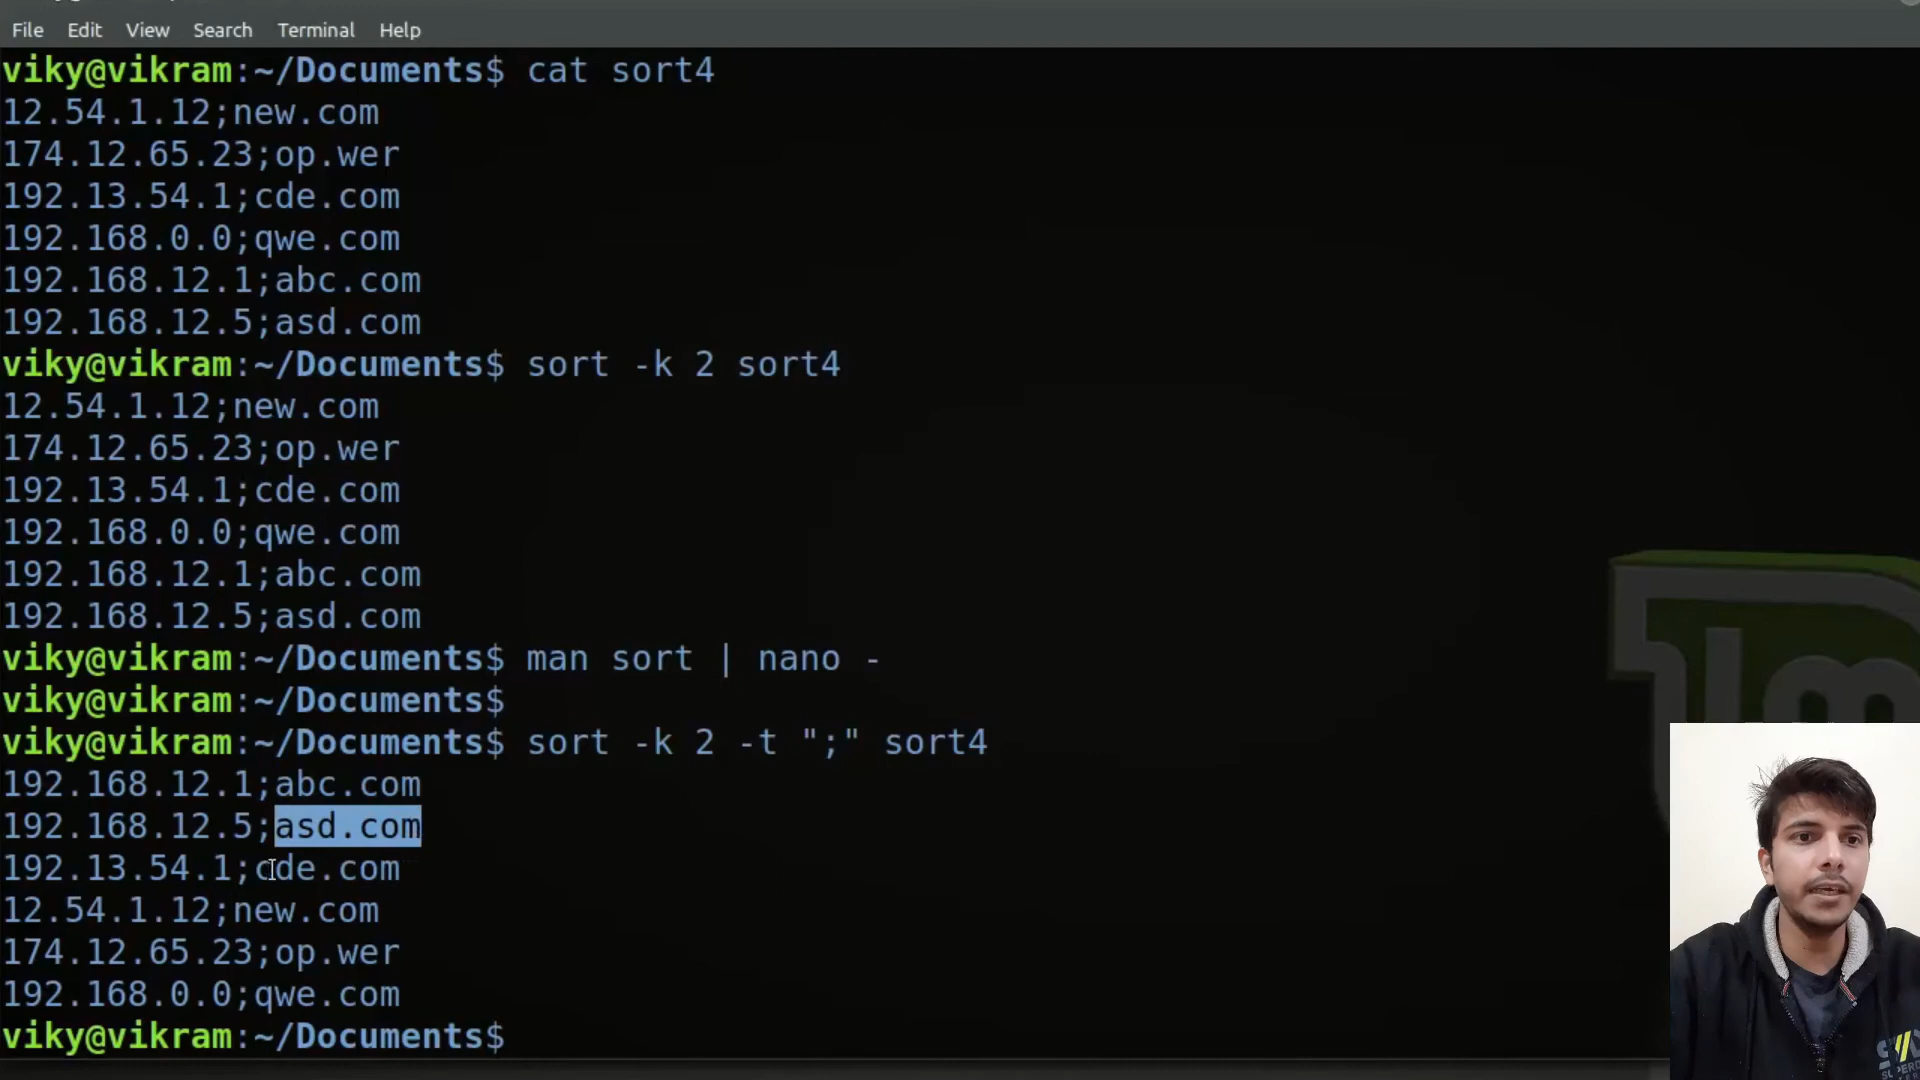 File Edit View Search Terminal Help
viky@vikram:~/Documents$ cat sort4
12.54.1.12;new.com
174.12.65.23;op.wer
192.13.54.1;cde.com
192.168.0.0;qwe.com
192.168.12.1;abc.com
192.168.12.5;asd.com
viky@vikram:~/Documents$ sort -k 2 sort4
12.54.1.12;new.com
174.12.65.23;op.wer
192.13.54.1;cde.com
192.168.0.0;qwe.com
192.168.12.1;abc.com
192.168.12.5;asd.com
viky@vikram:~/Documents$ man sort | nano -
viky@vikram:~/Documents$
viky@vikram:~/Documents$ sort -k 2 -t ";" sort4
192.168.12.1;abc.com
192.168.12.5;asd.com
192.13.54.1;cde.com
12.54.1.12;new.com
174.12.65.23;op.wer
192.168.0.0;qwe.com
viky@vikram:~/Documents$